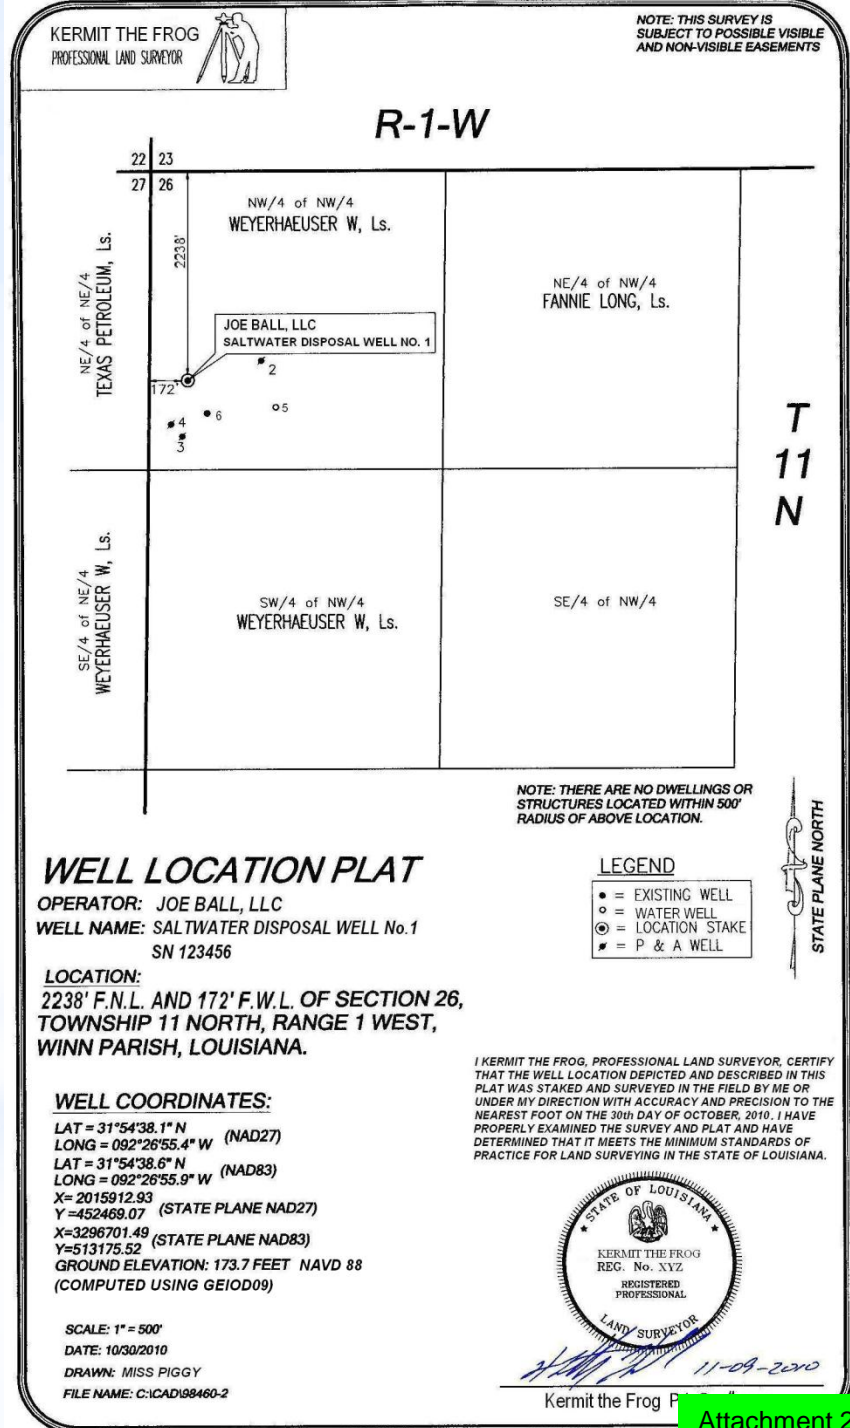 KERMIT THE FROG
PROFESSIONAL LAND SURVEYOR
NOTE: THIS SURVEY IS
SUBJECT TO POSSIBLE VISIBLE
AND NON-VISIBLE EASEMENTS
R-1-W
22 23
27 26
NW/4 of NW/4
WEYERHAEUSER W, Ls.
2238'
NE/4 of NE/4
TEXAS PETROLEUM, Ls.
NE/4 of NW/4
FANNIE LONG, Ls.
JOE BALL, LLC
SALTWATER DISPOSAL WELL NO. 1
2
172'
5
6
4
3
T
11
N
SE/4 of NE/4
WEYERHAEUSER W, Ls.
SW/4 of NW/4
WEYERHAEUSER W, Ls.
SE/4 of NW/4
NOTE: THERE ARE NO DWELLINGS OR
STRUCTURES LOCATED WITHIN 500'
RADIUS OF ABOVE LOCATION.
STATE PLANE NORTH
WELL LOCATION PLAT
OPERATOR: JOE BALL, LLC
WELL NAME: SALTWATER DISPOSAL WELL No.1
SN 123456
LEGEND
= EXISTING WELL
= WATER WELL
= LOCATION STAKE
= P & A WELL
LOCATION:
2238' F.N.L. AND 172' F.W.L. OF SECTION 26,
TOWNSHIP 11 NORTH, RANGE 1 WEST,
WINN PARISH, LOUISIANA.
I KERMIT THE FROG, PROFESSIONAL LAND SURVEYOR, CERTIFY
THAT THE WELL LOCATION DEPICTED AND DESCRIBED IN THIS
PLAT WAS STAKED AND SURVEYED IN THE FIELD BY ME OR
UNDER MY DIRECTION WITH ACCURACY AND PRECISION TO THE
NEAREST FOOT ON THE 30th DAY OF OCTOBER, 2010. I HAVE
PROPERLY EXAMINED THE SURVEY AND PLAT AND HAVE
DETERMINED THAT IT MEETS THE MINIMUM STANDARDS OF
PRACTICE FOR LAND SURVEYING IN THE STATE OF LOUISIANA.
WELL COORDINATES:
LAT = 31°54'38.1" N
LONG = 092°26'55.4" W (NAD27)
LAT = 31°54'38.6" N
LONG = 092°26'55.9" W (NAD83)
X= 2015912.93
Y =452469.07 (STATE PLANE NAD27)
X=3296701.49
Y=513175.52 (STATE PLANE NAD83)
GROUND ELEVATION: 173.7 FEET NAVD 88
(COMPUTED USING GEIOD09)
STATE OF LOUISIANA
KERMIT THE FROG
REG. No. XYZ
REGISTERED
PROFESSIONAL
LAND SURVEYOR
SCALE: 1" = 500'
DATE: 10/30/2010
DRAWN: MISS PIGGY
FILE NAME: C:\CAD\98460-2
11-09-2010
Kermit the Frog
Attachment 2